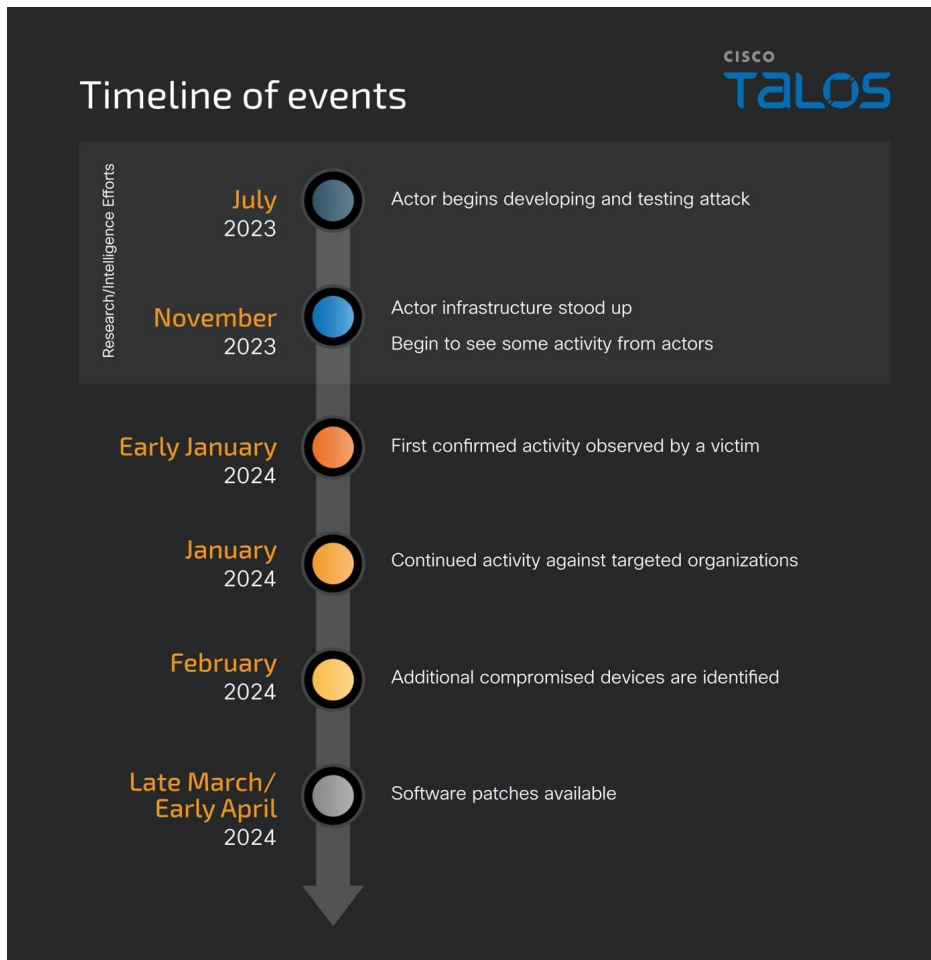 CISCO
TALOS
Timeline of events
Research/Intelligence Efforts
July
2023
Actor begins developing and testing attack
November
2023
Actor infrastructure stood up
Begin to see some activity from actors
Early January
2024
First confirmed activity observed by a victim
January
2024
Continued activity against targeted organizations
February
2024
Additional compromised devices are identified
Late March/
Early April
2024
Software patches available